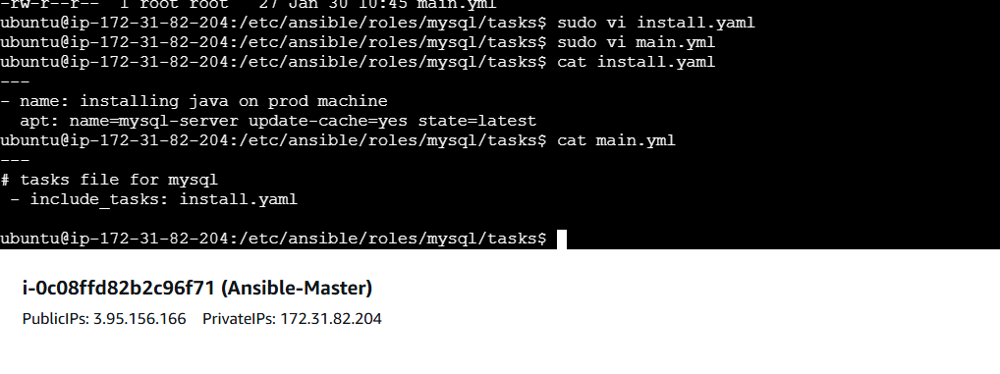 -rw-r--r-- 1 root root 27 Jan 30 10:45 main.yml
ubuntu@ip-172-31-82-204:/etc/ansible/roles/mysql/tasks$ sudo vi install.yaml
ubuntu@ip-172-31-82-204:/etc/ansible/roles/mysql/tasks$ sudo vi main.yml
ubuntu@ip-172-31-82-204:/etc/ansible/roles/mysql/tasks$ cat install.yaml
---
- name: installing java on prod machine
  apt: name=mysql-server update-cache=yes state=latest
ubuntu@ip-172-31-82-204:/etc/ansible/roles/mysql/tasks$ cat main.yml
---
# tasks file for mysql
 - include_tasks: install.yaml
ubuntu@ip-172-31-82-204:/etc/ansible/roles/mysql/tasks$
i-0c08ffd82b2c96f71 (Ansible-Master)
PublicIPs: 3.95.156.166 PrivateIPs: 172.31.82.204